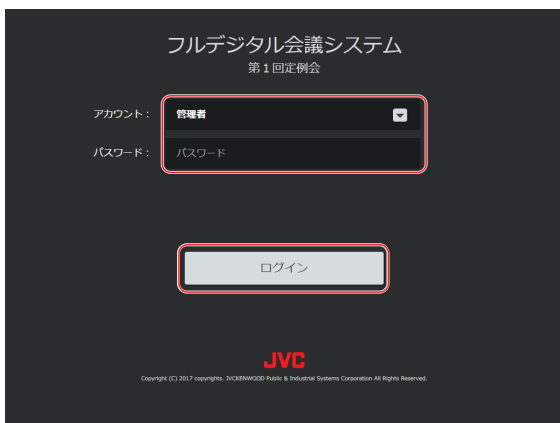 フルデジタル会議システム
第1回定例会
アカウント: 管理者
パスワード: パスワード
ログイン
JVC
Copyright (C) 2017 copyrights. JVCKENWOOD Public & Industrial Systems Corporation All Rights Reserved.